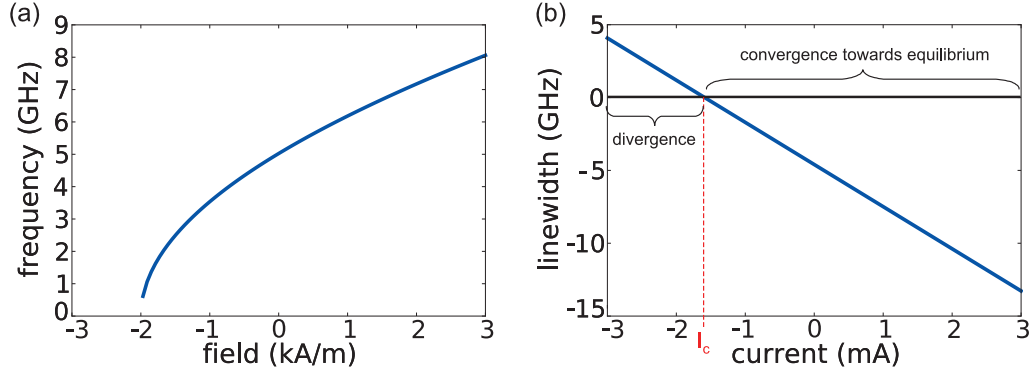 (a)
9
8
7
6
5
4
3
2
1
0
-3 -2 -1 0 1 2 3
frequency (GHz)
field (kA/m)
(b)
5
0
-5
-10
-15
-3 -2 -1 0 1 2 3
linewidth (GHz)
convergence towards equilibrium
divergence
Ic
current (mA)